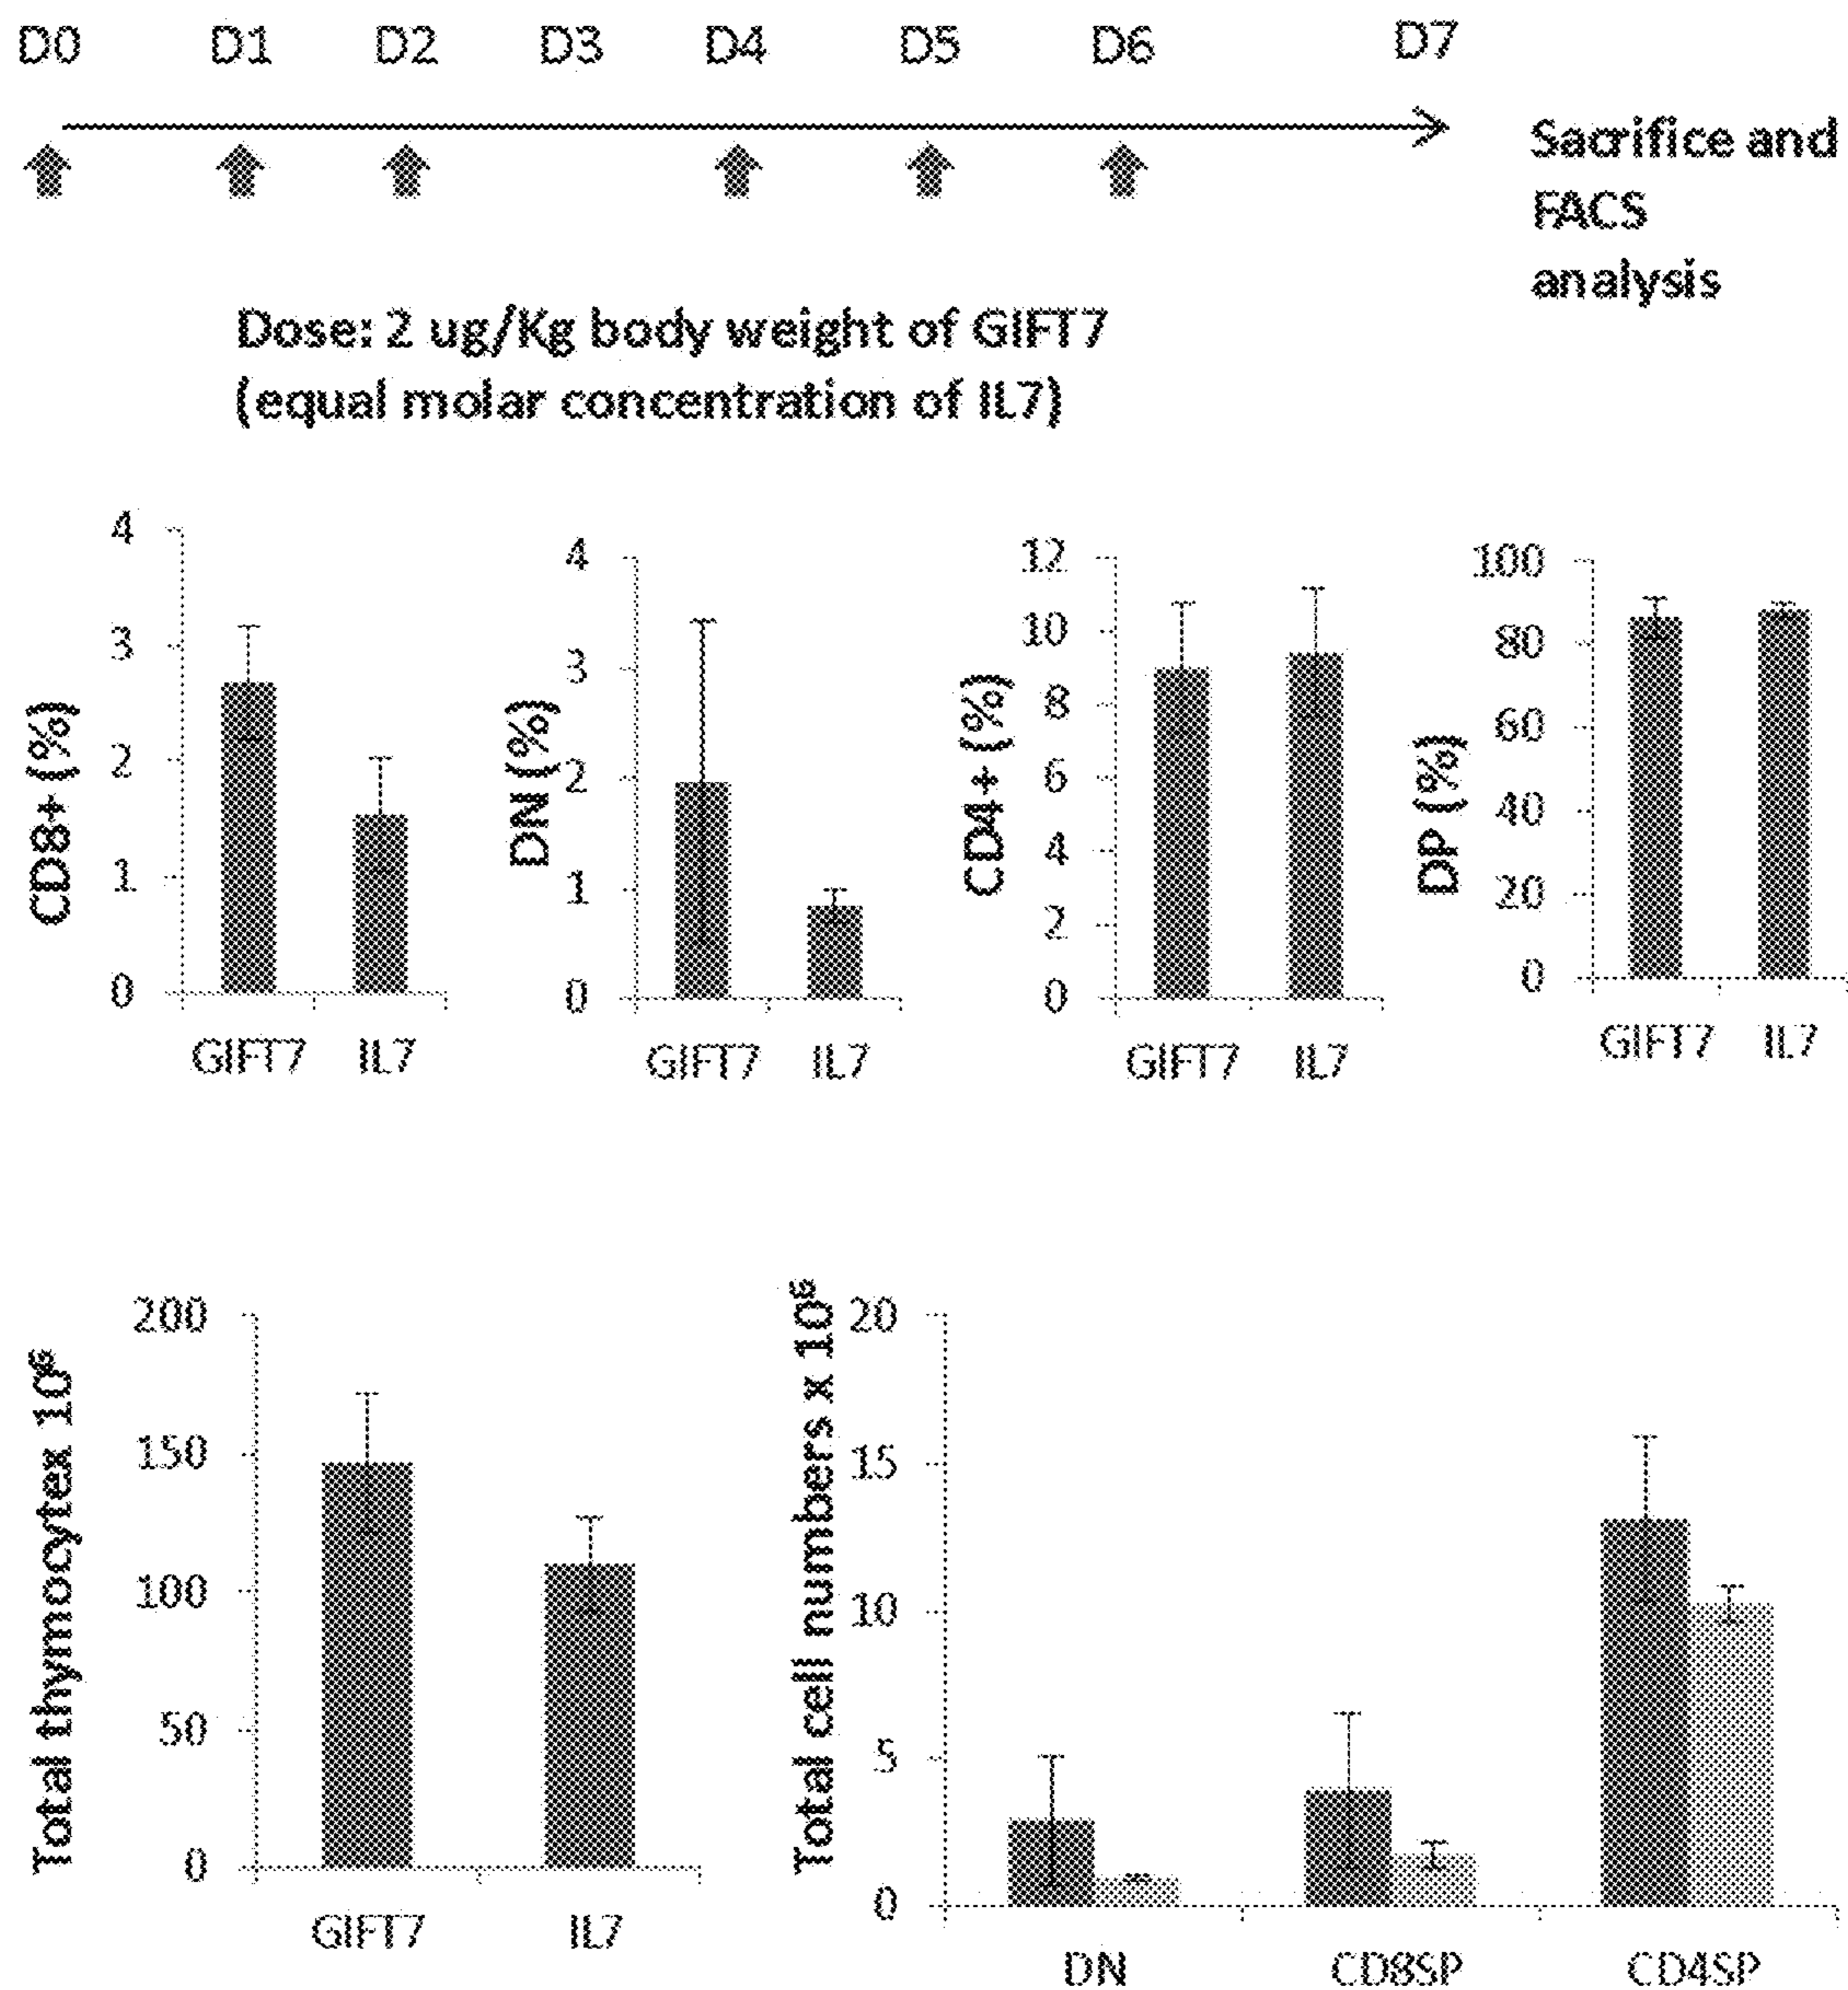 D0 D1 D2 D3 D4 D5 D6 D7
Sacrifice and
FACS
analysis
Dose: 2 ug/Kg body weight of GIFT7
(equal molar concentration of IL7)
CD8+ (%)
4
3
2
1
0
GIFT7 IL7
DN (%)
4
3
2
1
0
GIFT7 IL7
CD4+ (%)
12
10
8
6
4
2
0
GIFT7 IL7
DP (%)
100
80
60
40
20
0
GIFT7 IL7
Total thymocytex 10⁶
200
150
100
50
0
GIFT7 IL7
Total cell numbers x 10⁶
20
15
10
5
0
DN CD8SP CD4SP